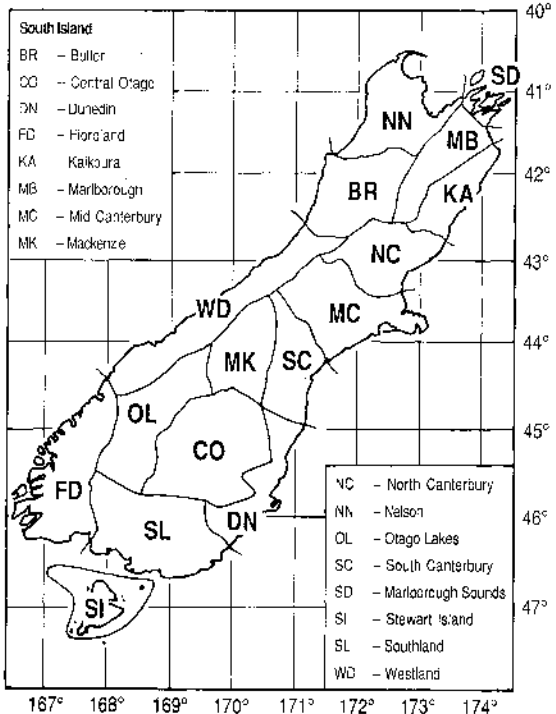 South Island
BR – Buller
CO – Central Otago
DN – Dunedin
FD – Fiordland
KA Kaikoura
MB – Marlborough
MC – Mid Canterbury
MK – Mackenzie
40°
41°
42°
43°
44°
45°
46°
47°
SD
NN
MB
BR
KA
NC
WD
MC
MK
SC
OL
CO
FD
SL
DN
SI
NC – North Canterbury
NN – Nelson
OL – Otago Lakes
SC – South Canterbury
SD – Marlborough Sounds
SI – Stewart Island
SL – Southland
WD – Westland
167° 168° 169° 170° 171° 172° 173° 174°